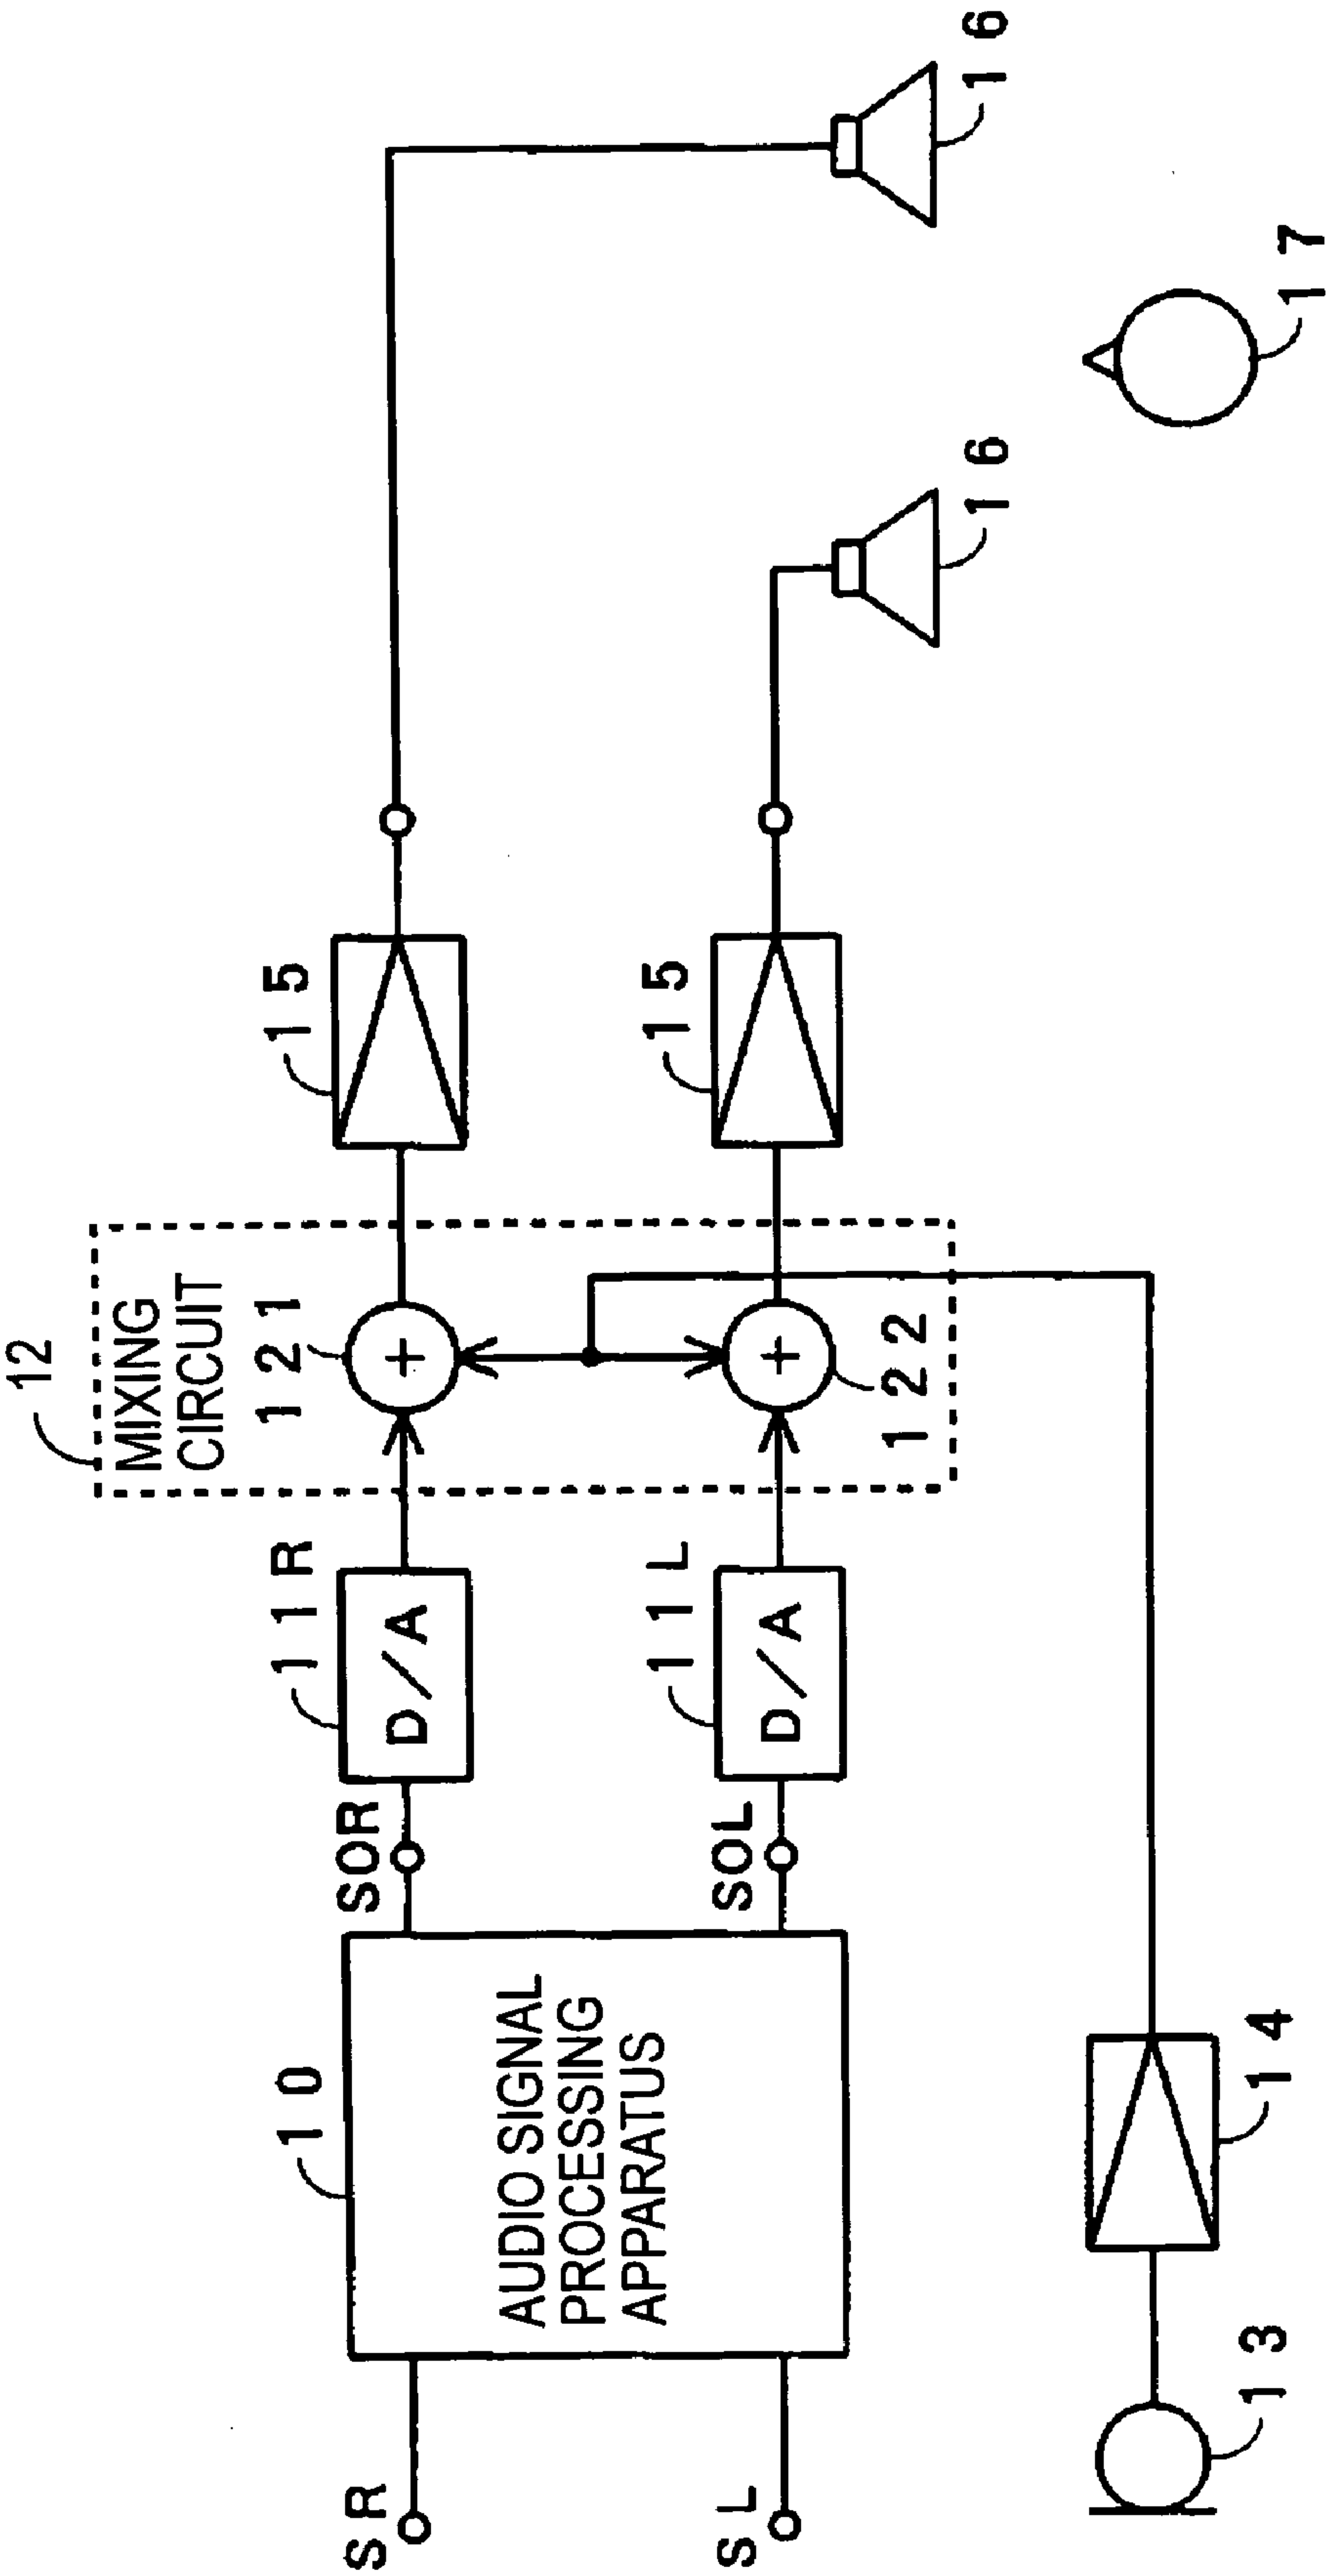 12
MIXING
CIRCUIT
10
11R
121
15
SR
SOR
D/A
+
AUDIO SIGNAL
PROCESSING
APPARATUS
11L
15
SL
SOL
D/A
+
122
16
16
13
14
17